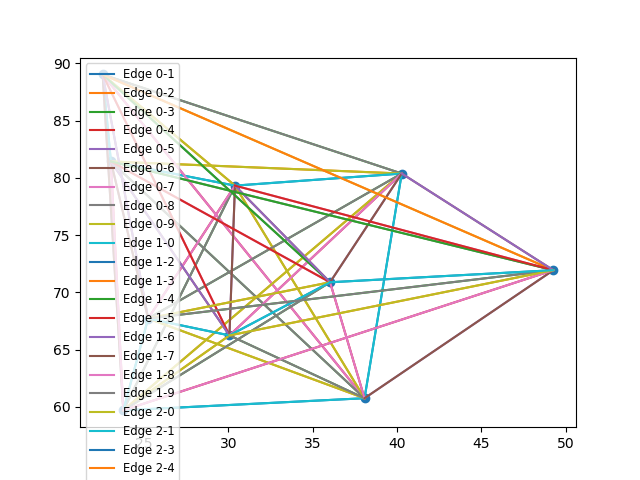 90
85
80
75
70
65
60
Edge 0-1
Edge 0-2
Edge 0-3
Edge 0-4
Edge 0-5
Edge 0-6
Edge 0-7
Edge 0-8
Edge 0-9
Edge 1-0
Edge 1-2
Edge 1-3
Edge 1-4
Edge 1-5
Edge 1-6
Edge 1-7
Edge 1-8
Edge 1-9
Edge 2-0
Edge 2-1
Edge 2-3
Edge 2-4
25 30 35 40 45 50